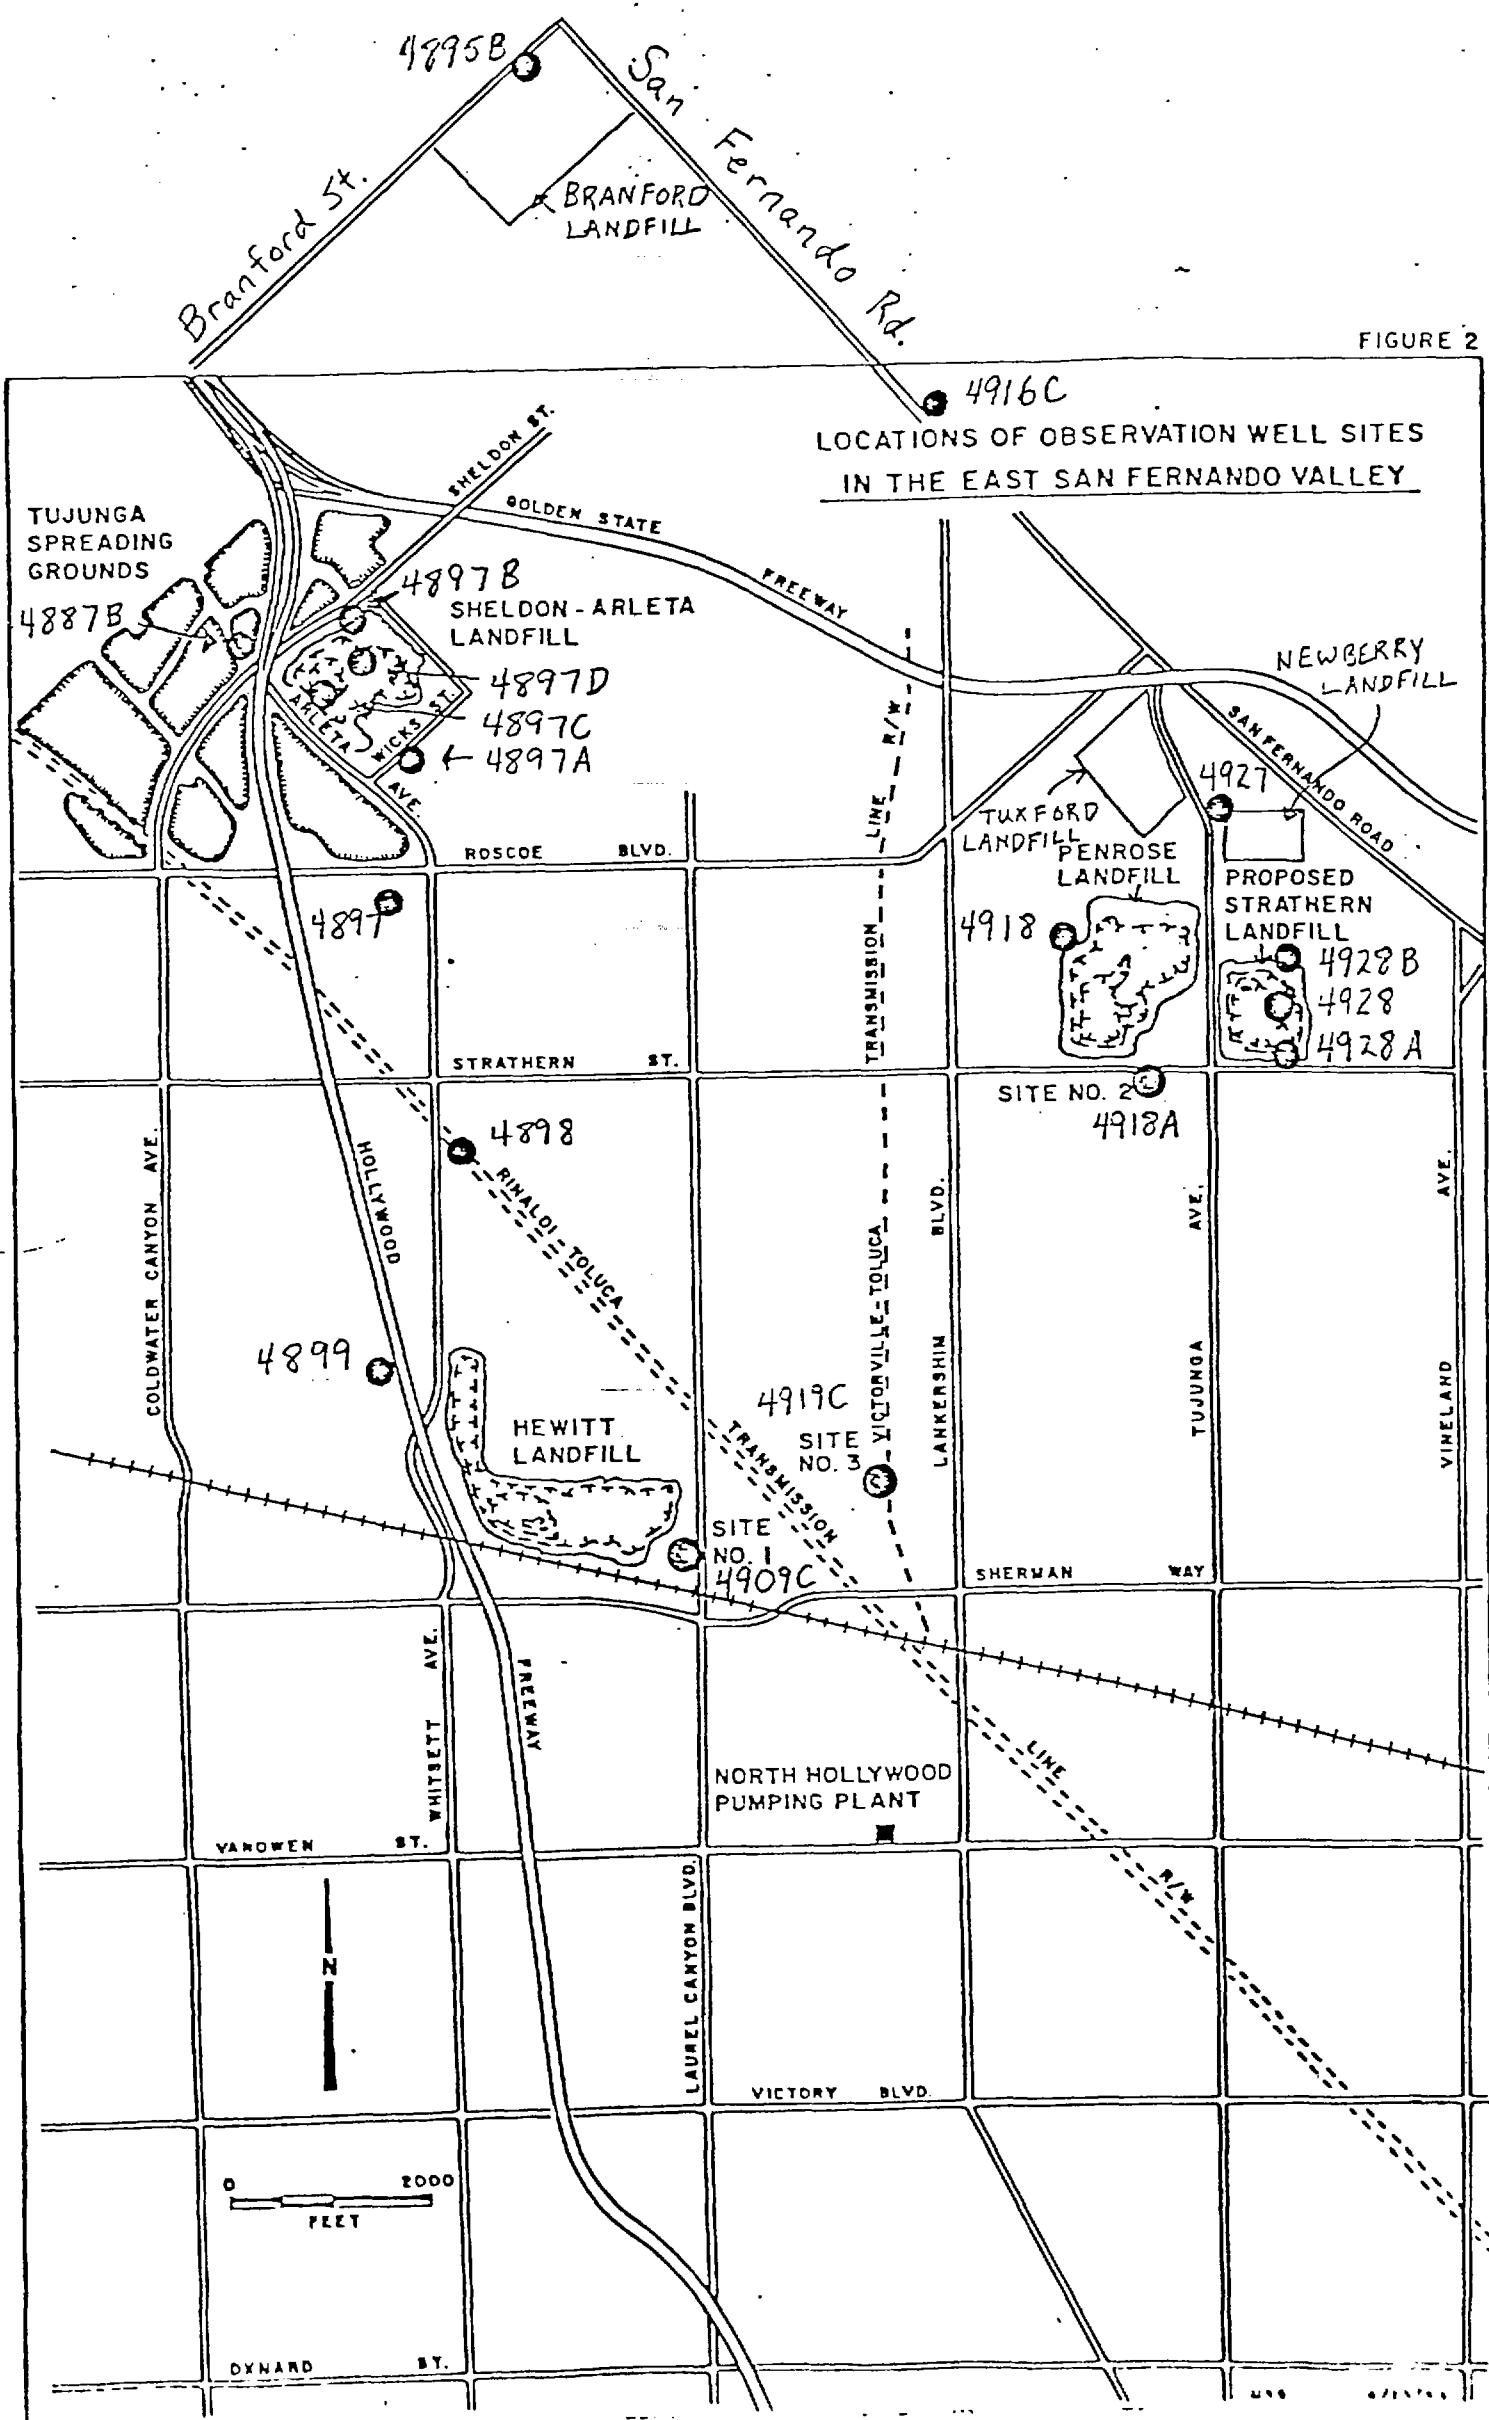 4895B
San Fernando Rd.
Branford St.
BRANFORD
LANDFILL
FIGURE 2
4916C
LOCATIONS OF OBSERVATION WELL SITES
IN THE EAST SAN FERNANDO VALLEY
SHELDON ST.
GOLDEN STATE
FREEWAY
TUJUNGA
SPREADING
GROUNDS
4887B
4897B
SHELDON-ARLETA
LANDFILL
4897D
4897C
← 4897A
ARLETA
AVE.
WICKS ST.
R/W
NEWBERRY
LANDFILL
SAN FERNANDO ROAD
4927
TUXFORD
LANDFILL
PENROSE
LANDFILL
PROPOSED
STRATHERN
LANDFILL
ROSCOE BLVD.
4897
4918
4928B
4928
4928A
LINE
TRANSMISSION
STRATHERN ST.
SITE NO. 2
4918A
4898
RINALDI-TOLUCA
HOLLYWOOD
COLDWATER CANYON AVE.
VICTORVILLE-TOLUCA
LANKERSHIM BLVD.
TUJUNGA AVE.
VINELAND AVE.
4899
HEWITT
LANDFILL
4919C
SITE
NO. 3
TRANSMISSION
SITE
NO. 1
4909C
SHERMAN WAY
WHITSETT AVE.
FREEWAY
LINE
NORTH HOLLYWOOD
PUMPING PLANT
VANOWEN ST.
R/W
N
LAUREL CANYON BLVD.
VICTORY BLVD.
0 2000
FEET
OXNARD ST.